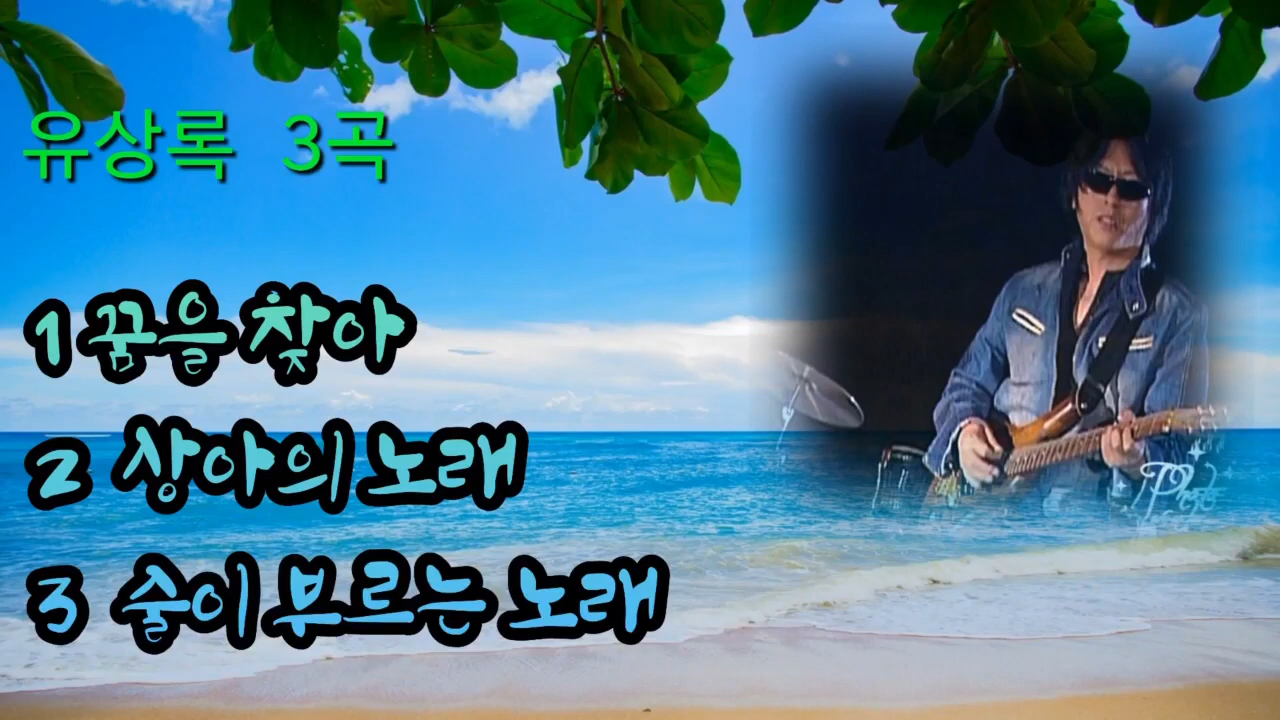 유상록 3곡
1 꿈을 찾아
2 상아의 노래
3 술이 부르는 노래
Photo